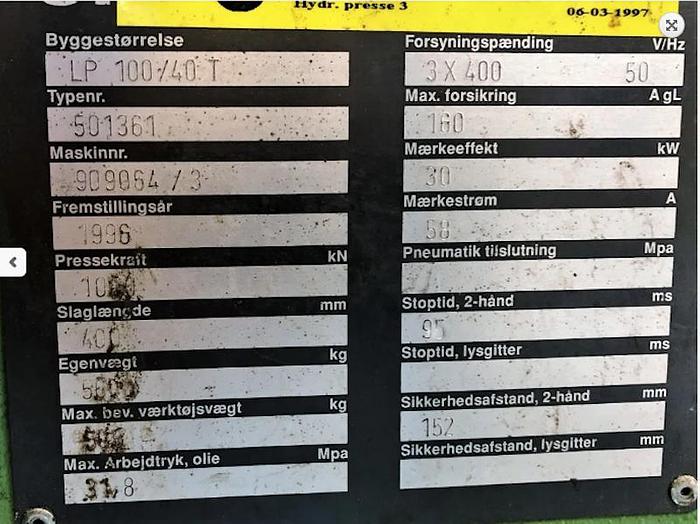 Hydr. presse 3
06-03-1997
Byggestørrelse
LP 100/40 T
Typenr.
501361
Maskinnr.
909064 / 3
Fremstillingsår
1996
Pressekraft kN
Slaglængde mm
Egenvægt kg
Max. bev. værktøjsvægt kg
Max. Arbejdtryk, olie Mpa
31,8
Forsyningspænding V/Hz
3 X 400 50
Max. forsikring A gL
160
Mærkeeffekt kW
30
Mærkestrøm A
58
Pneumatik tilslutning Mpa
Stoptid, 2-hånd ms
95
Stoptid, lysgitter ms
Sikkerhedsafstand, 2-hånd mm
152
Sikkerhedsafstand, lysgitter mm